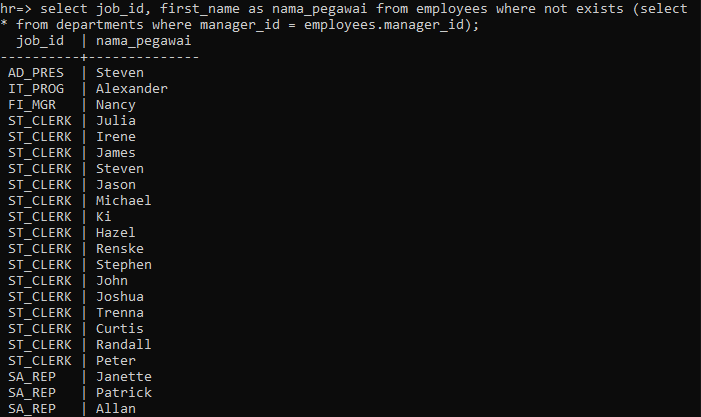 hr=> select job_id, first_name as nama_pegawai from employees where not exists (select
* from departments where manager_id = employees.manager_id);
  job_id  | nama_pegawai
----------+--------------
 AD_PRES  | Steven
 IT_PROG  | Alexander
 FI_MGR   | Nancy
 ST_CLERK | Julia
 ST_CLERK | Irene
 ST_CLERK | James
 ST_CLERK | Steven
 ST_CLERK | Jason
 ST_CLERK | Michael
 ST_CLERK | Ki
 ST_CLERK | Hazel
 ST_CLERK | Renske
 ST_CLERK | Stephen
 ST_CLERK | John
 ST_CLERK | Joshua
 ST_CLERK | Trenna
 ST_CLERK | Curtis
 ST_CLERK | Randall
 ST_CLERK | Peter
 SA_REP   | Janette
 SA_REP   | Patrick
 SA_REP   | Allan